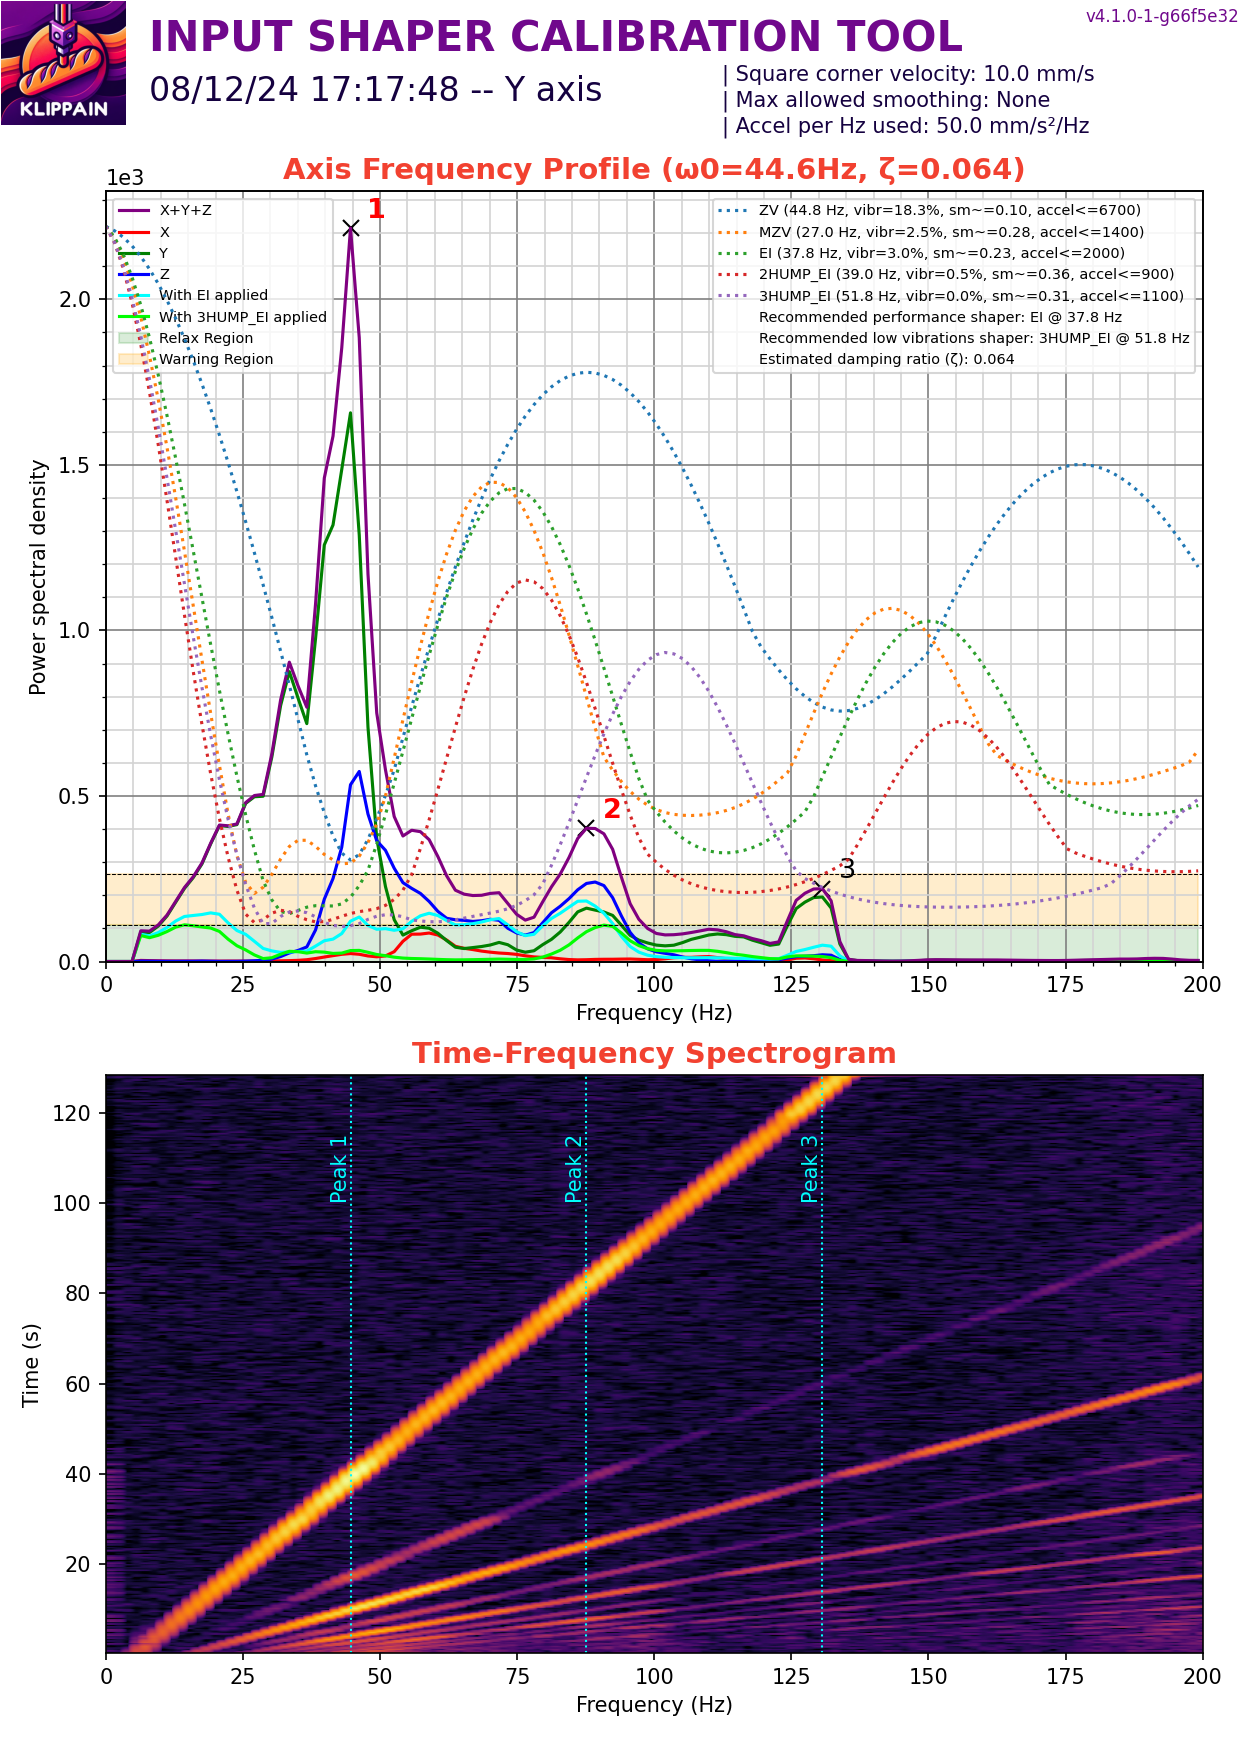 v4.1.0-1-g66f5e32
INPUT SHAPER CALIBRATION TOOL
08/12/24 17:17:48 -- Y axis
| Square corner velocity: 10.0 mm/s
| Max allowed smoothing: None
| Accel per Hz used: 50.0 mm/s²/Hz
KLIPPAIN
Axis Frequency Profile (ω0=44.6Hz, ζ=0.064)
1e3
X+Y+Z
X
Y
Z
With EI applied
With 3HUMP_EI applied
Relax Region
Warning Region
ZV (44.8 Hz, vibr=18.3%, sm~=0.10, accel<=6700)
MZV (27.0 Hz, vibr=2.5%, sm~=0.28, accel<=1400)
EI (37.8 Hz, vibr=3.0%, sm~=0.23, accel<=2000)
2HUMP_EI (39.0 Hz, vibr=0.5%, sm~=0.36, accel<=900)
3HUMP_EI (51.8 Hz, vibr=0.0%, sm~=0.31, accel<=1100)
Recommended performance shaper: EI @ 37.8 Hz
Recommended low vibrations shaper: 3HUMP_EI @ 51.8 Hz
Estimated damping ratio (ζ): 0.064
1
2
3
Power spectral density
2.0
1.5
1.0
0.5
0.0
0 25 50 75 100 125 150 175 200
Frequency (Hz)
Time-Frequency Spectrogram
Peak 1
Peak 2
Peak 3
Time (s)
120
100
80
60
40
20
0 25 50 75 100 125 150 175 200
Frequency (Hz)